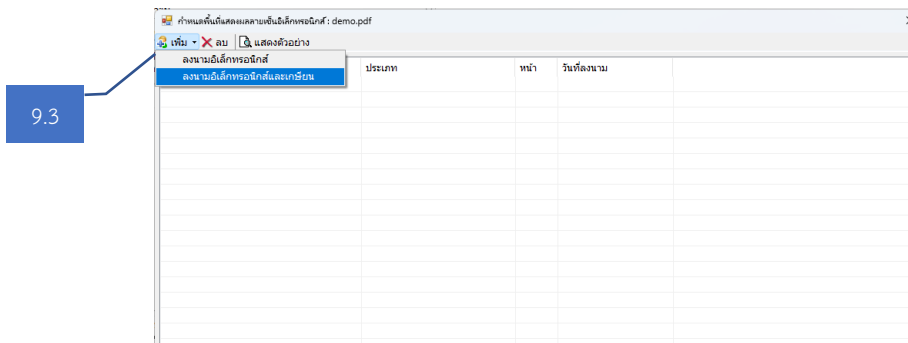 กำหนดพื้นที่แสดงผลลายเซ็นอิเล็กทรอนิกส์ : demo.pdf
เพิ่ม ลบ แสดงตัวอย่าง
ลงนามอิเล็กทรอนิกส์
ประเภท หน้า วันที่ลงนาม
ลงนามอิเล็กทรอนิกส์และเกษียน
9.3